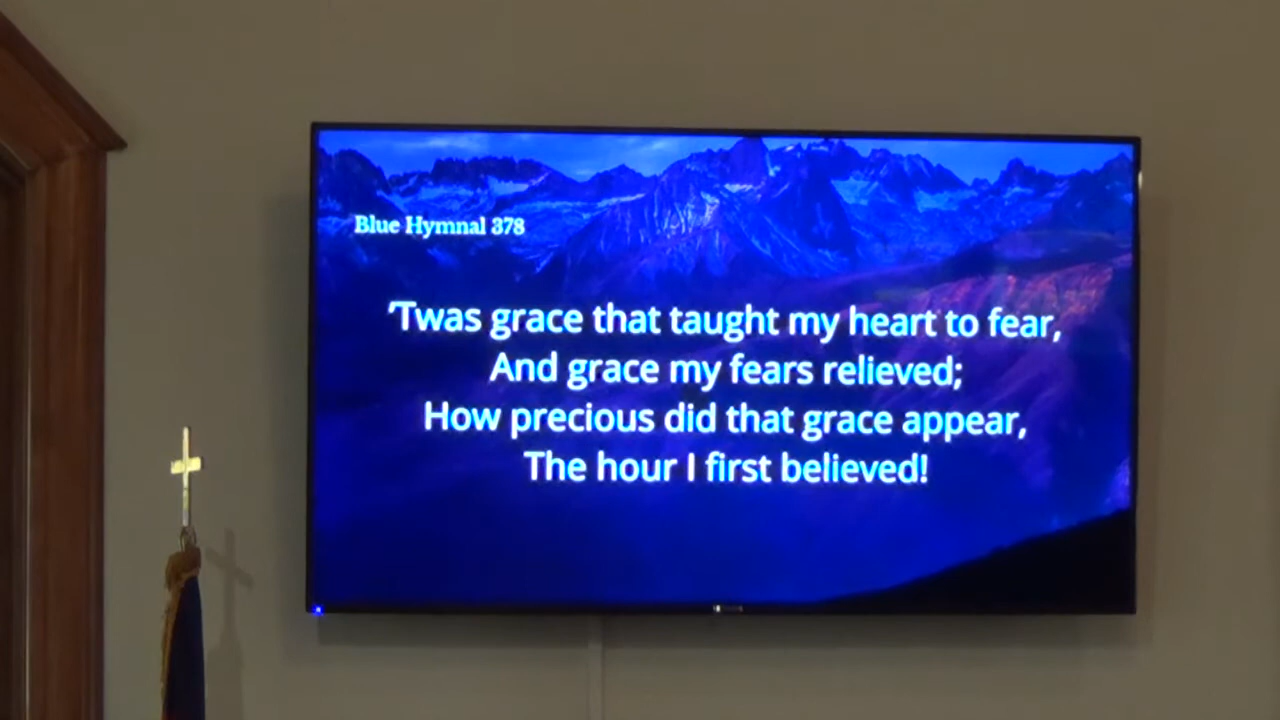 Blue Hymnal 378
'Twas grace that taught my heart to fear,
And grace my fears relieved;
How precious did that grace appear,
The hour I first believed!